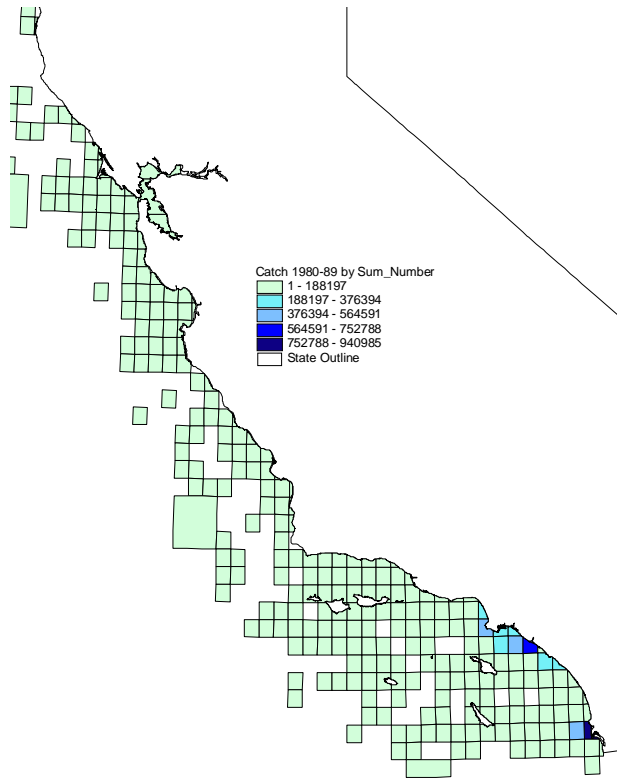 Catch 1980-89 by Sum_Number
1 - 188197
188197 - 376394
376394 - 564591
564591 - 752788
752788 - 940985
State Outline